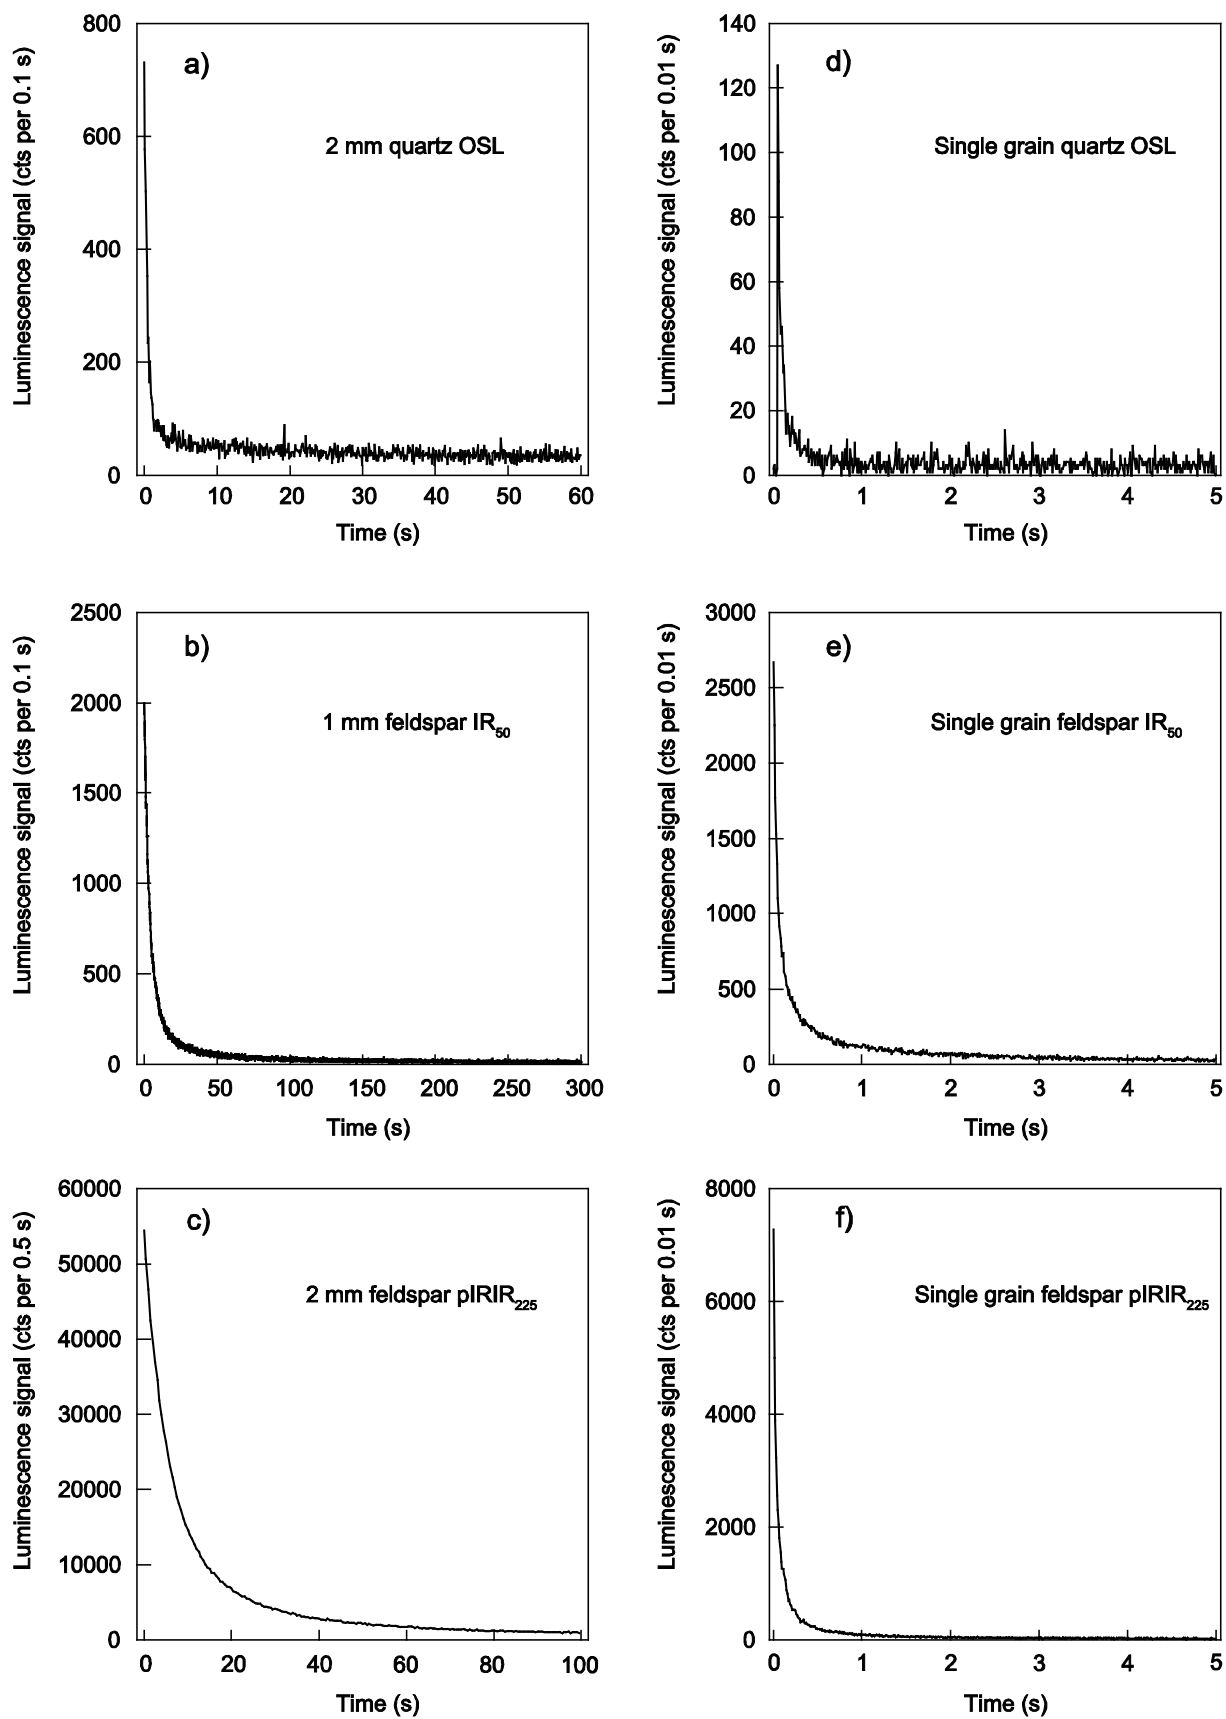 a)
2 mm quartz OSL
Luminescence signal (cts per 0.1 s)
800
600
400
200
0
0 10 20 30 40 50 60
Time (s)
d)
Single grain quartz OSL
Luminescence signal (cts per 0.01 s)
140
120
100
80
60
40
20
0
0 1 2 3 4 5
Time (s)
b)
1 mm feldspar IR50
Luminescence signal (cts per 0.1 s)
2500
2000
1500
1000
500
0
0 50 100 150 200 250 300
Time (s)
e)
Single grain feldspar IR50
Luminescence signal (cts per 0.01 s)
3000
2500
2000
1500
1000
500
0
0 1 2 3 4 5
Time (s)
c)
2 mm feldspar pIRIR225
Luminescence signal (cts per 0.5 s)
60000
50000
40000
30000
20000
10000
0
0 20 40 60 80 100
Time (s)
f)
Single grain feldspar pIRIR225
Luminescence signal (cts per 0.01 s)
8000
6000
4000
2000
0
0 1 2 3 4 5
Time (s)